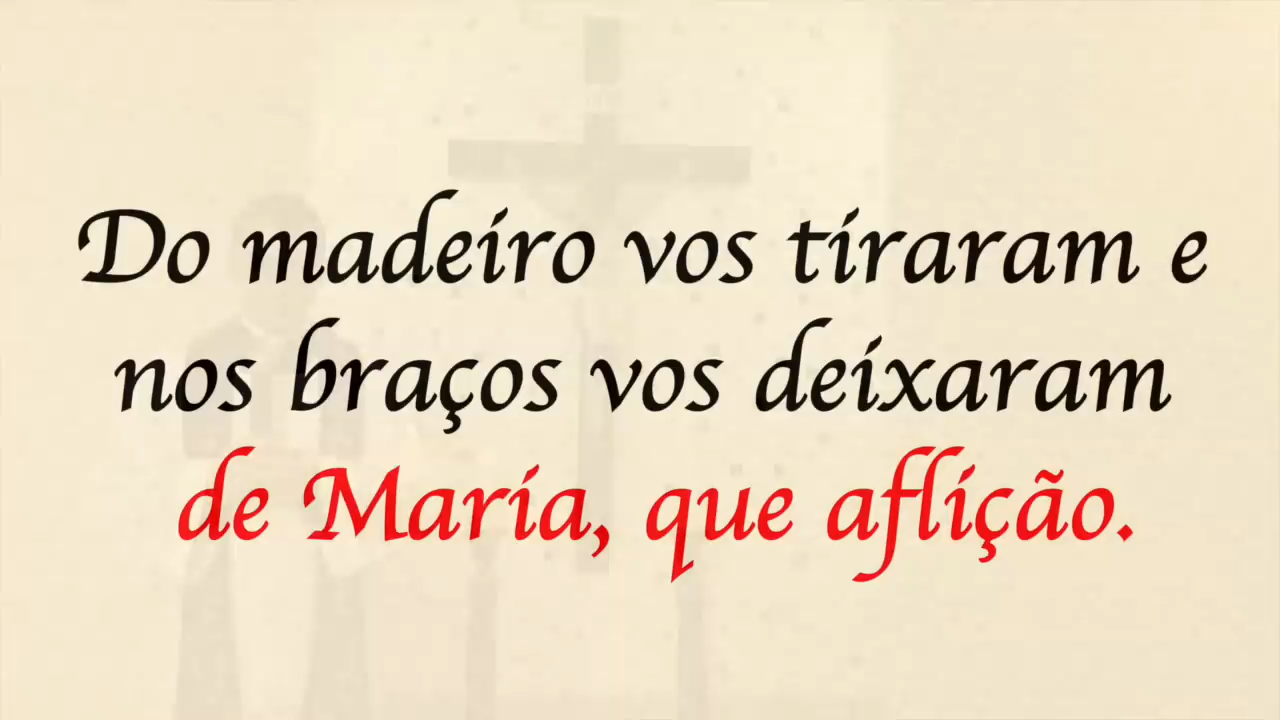 Do madeiro vos tiraram e
nos braços vos deixaram
de Maria, que aflição.